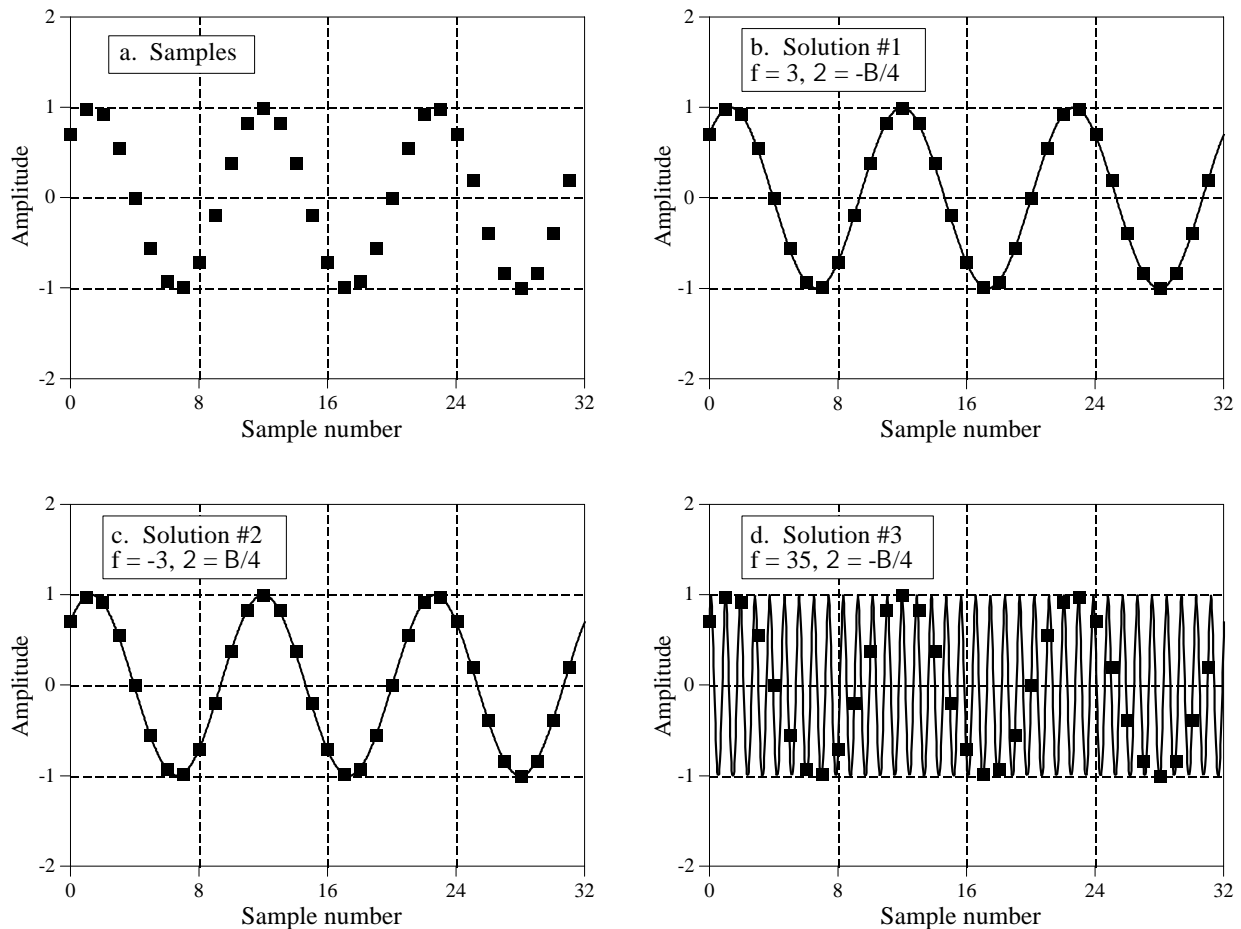 a. Samples
2
1
0
-1
-2
Amplitude
0 8 16 24 32
Sample number
b. Solution #1
f = 3, 2 = -B/4
2
1
0
-1
-2
Amplitude
0 8 16 24 32
Sample number
c. Solution #2
f = -3, 2 = B/4
2
1
0
-1
-2
Amplitude
0 8 16 24 32
Sample number
d. Solution #3
f = 35, 2 = -B/4
2
1
0
-1
-2
Amplitude
0 8 16 24 32
Sample number